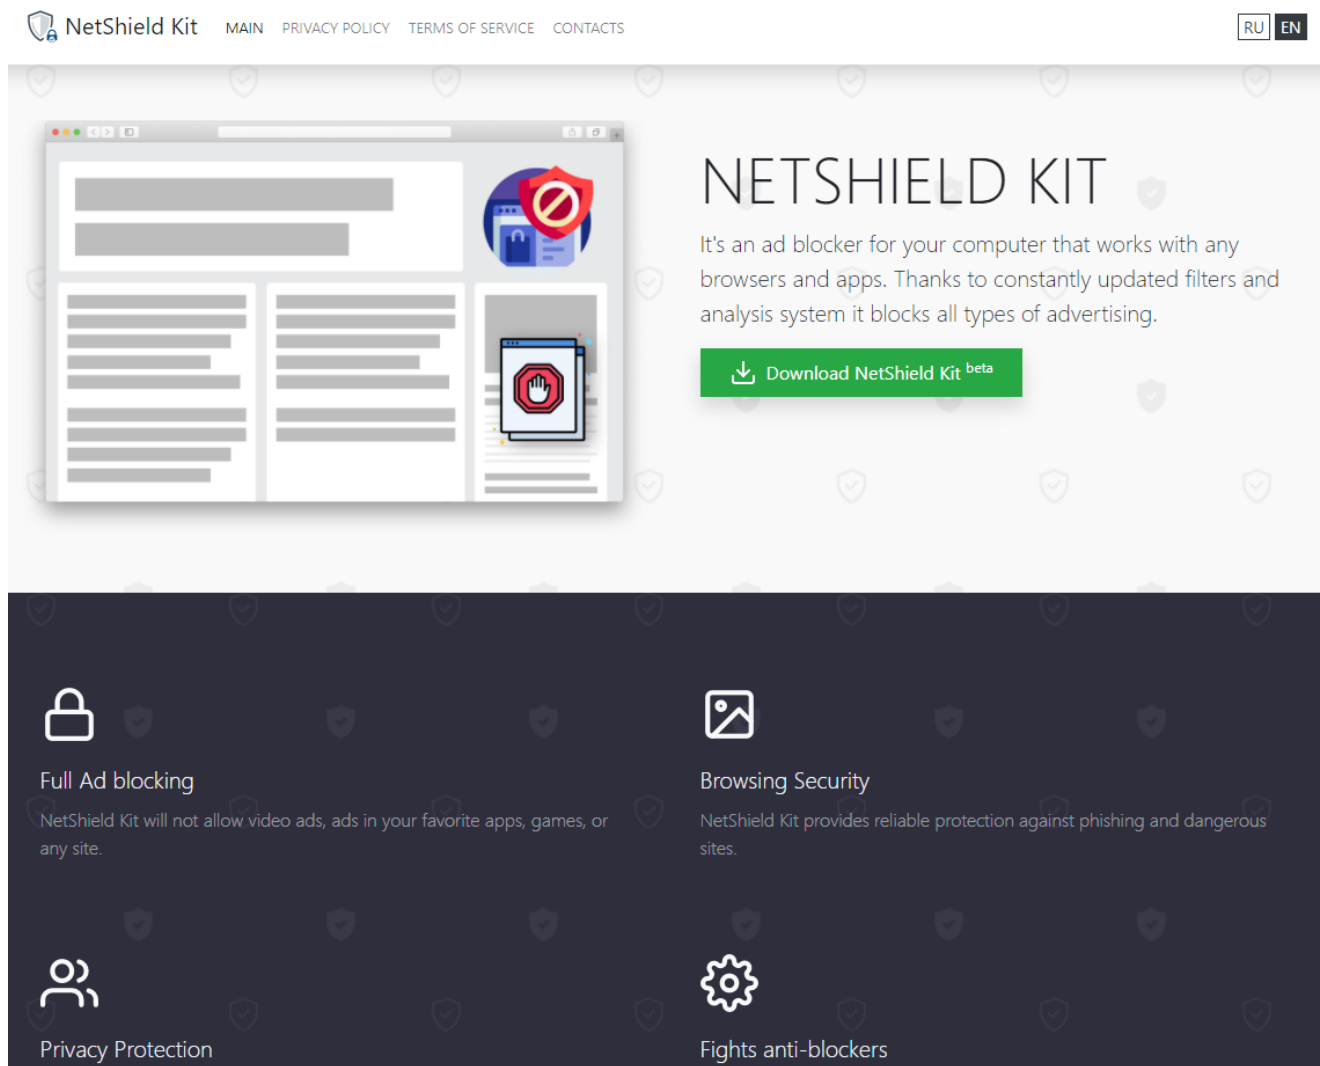 NetShield Kit MAIN PRIVACY POLICY TERMS OF SERVICE CONTACTS RU EN
NETSHIELD KIT
It's an ad blocker for your computer that works with any
browsers and apps. Thanks to constantly updated filters and
analysis system it blocks all types of advertising.
Download NetShield Kit beta
Full Ad blocking
NetShield Kit will not allow video ads, ads in your favorite apps, games, or
any site.
Browsing Security
NetShield Kit provides reliable protection against phishing and dangerous
sites.
Privacy Protection
Fights anti-blockers